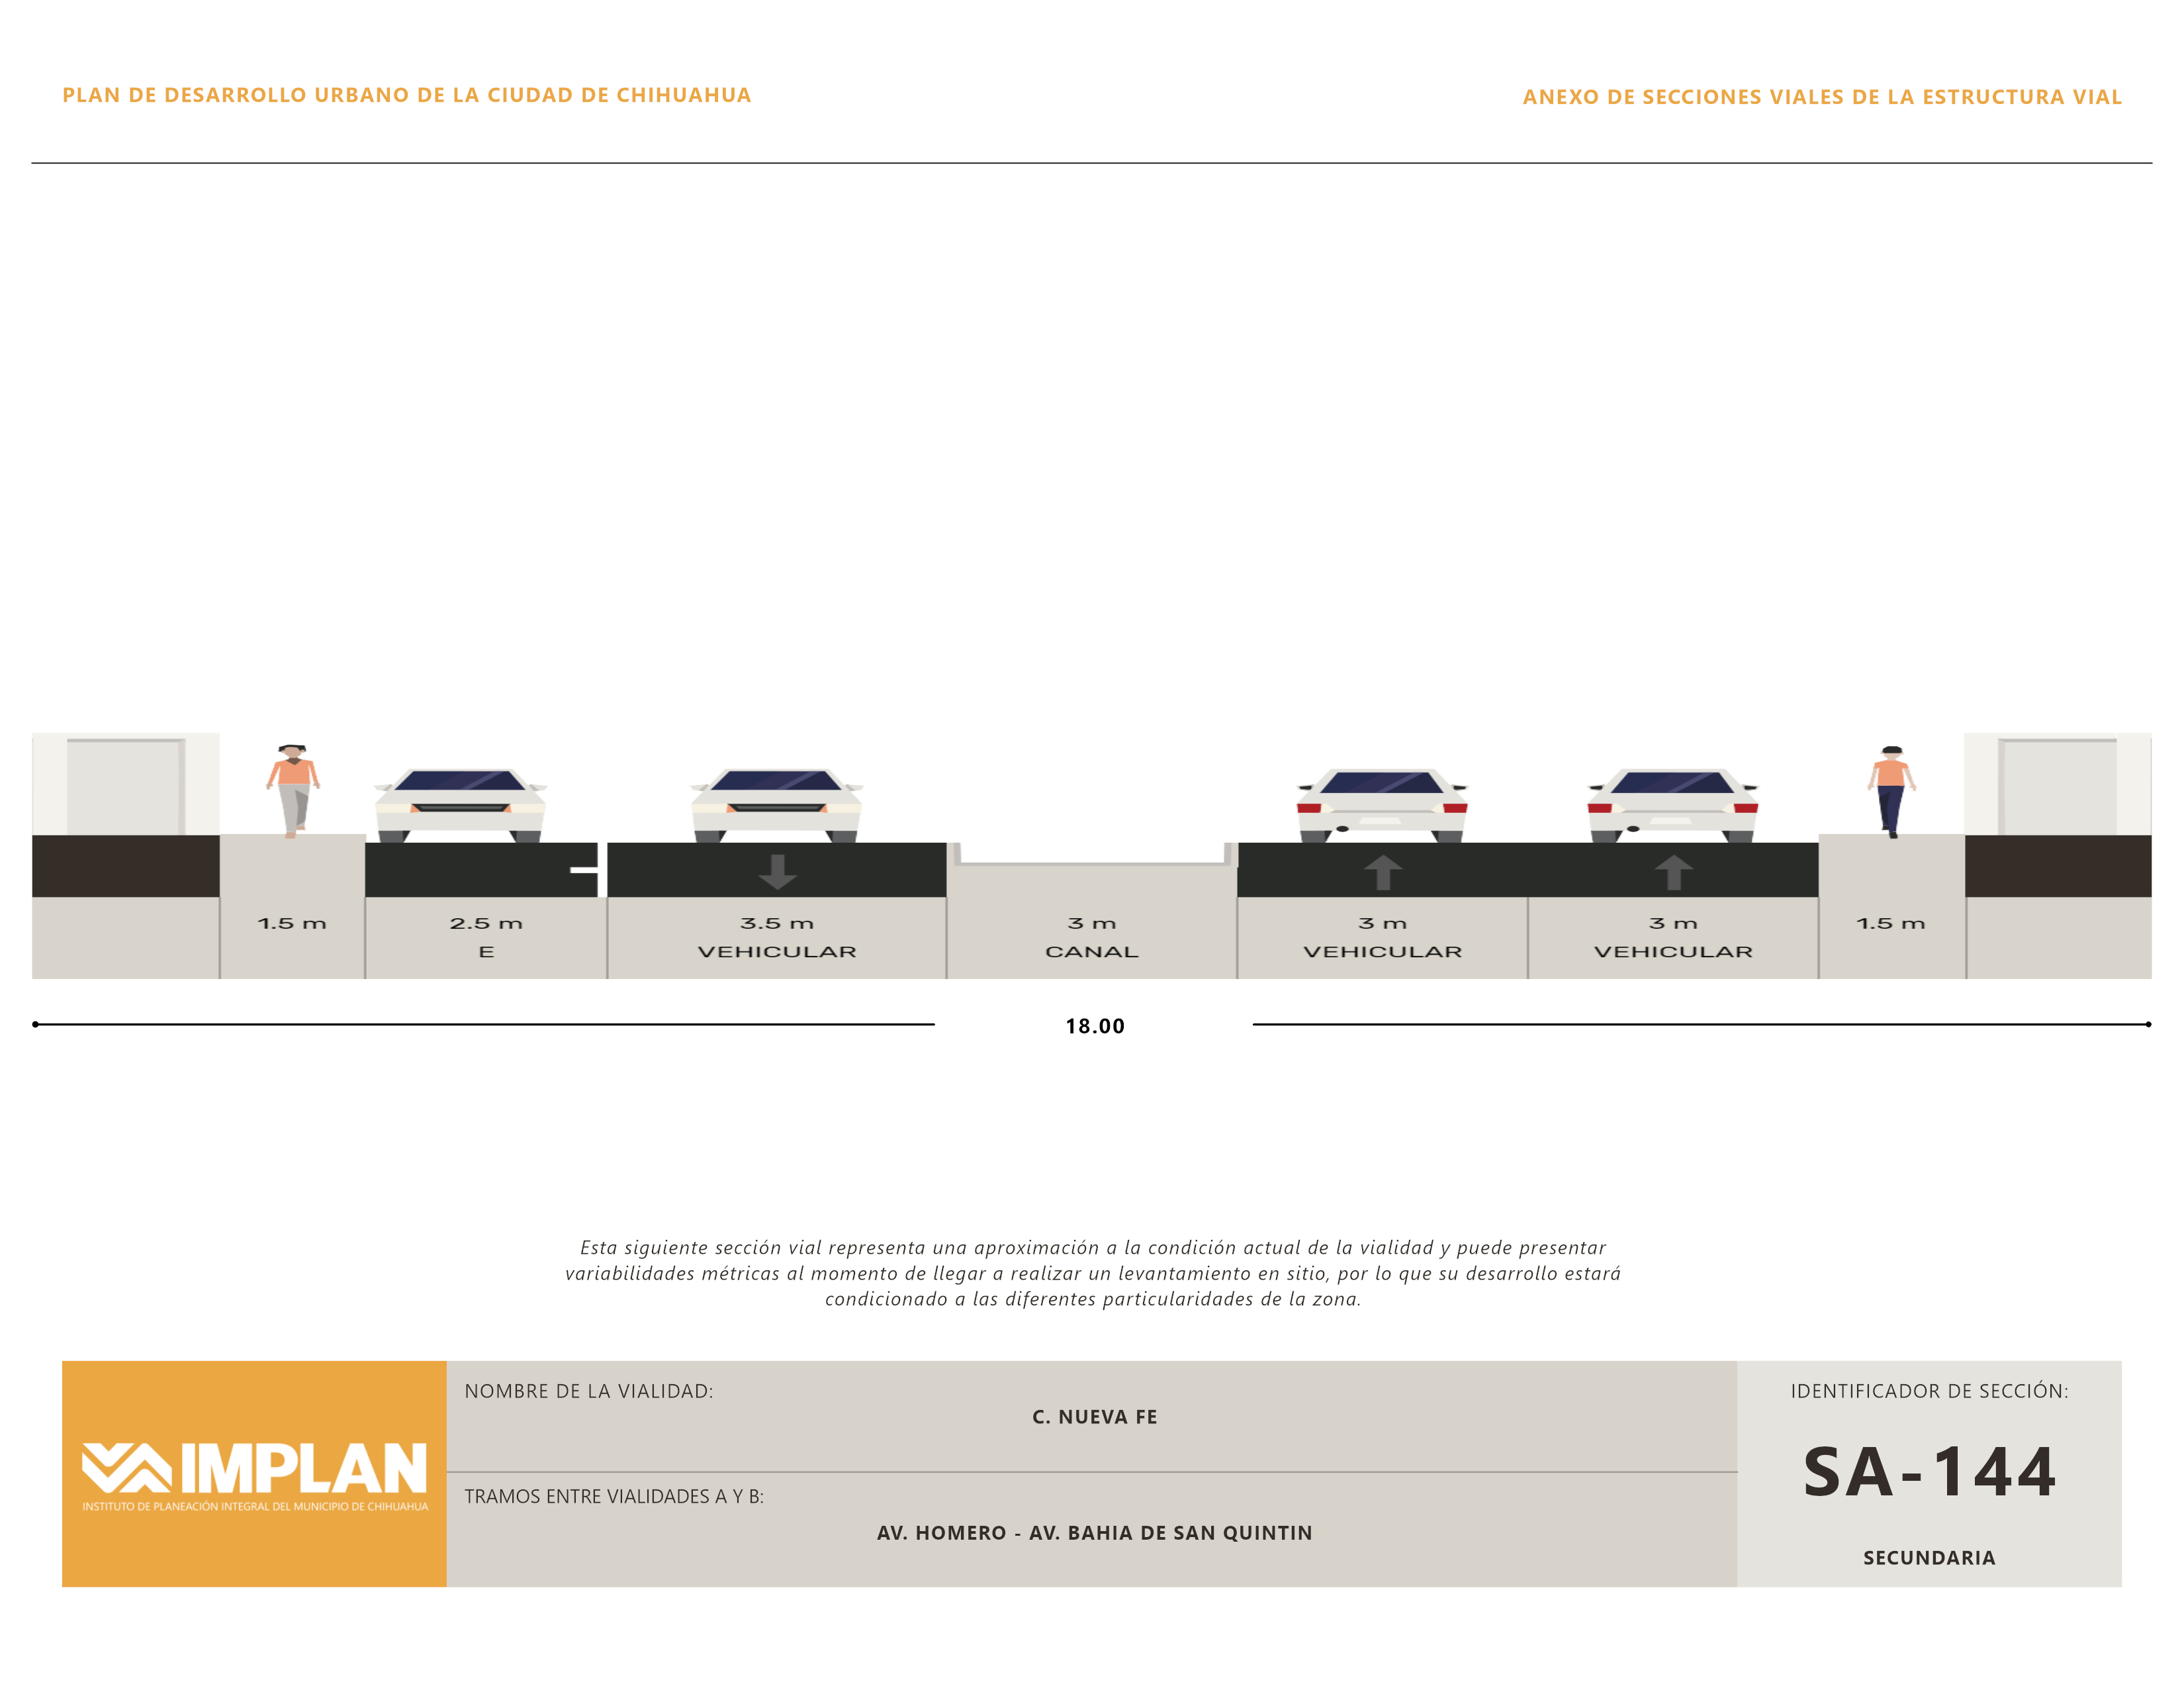 PLAN DE DESARROLLO URBANO DE LA CIUDAD DE CHIHUAHUA
ANEXO DE SECCIONES VIALES DE LA ESTRUCTURA VIAL
1.5 m
2.5 m
E
3.5 m
VEHICULAR
3 m
CANAL
3 m
VEHICULAR
3 m
VEHICULAR
1.5 m
18.00
Esta siguiente sección vial representa una aproximación a la condición actual de la vialidad y puede presentar
variabilidades métricas al momento de llegar a realizar un levantamiento en sitio, por lo que su desarrollo estará
condicionado a las diferentes particularidades de la zona.
IMPLAN
INSTITUTO DE PLANEACIÓN INTEGRAL DEL MUNICIPIO DE CHIHUAHUA
NOMBRE DE LA VIALIDAD:
C. NUEVA FE
TRAMOS ENTRE VIALIDADES A Y B:
AV. HOMERO - AV. BAHIA DE SAN QUINTIN
IDENTIFICADOR DE SECCIÓN:
SA-144
SECUNDARIA